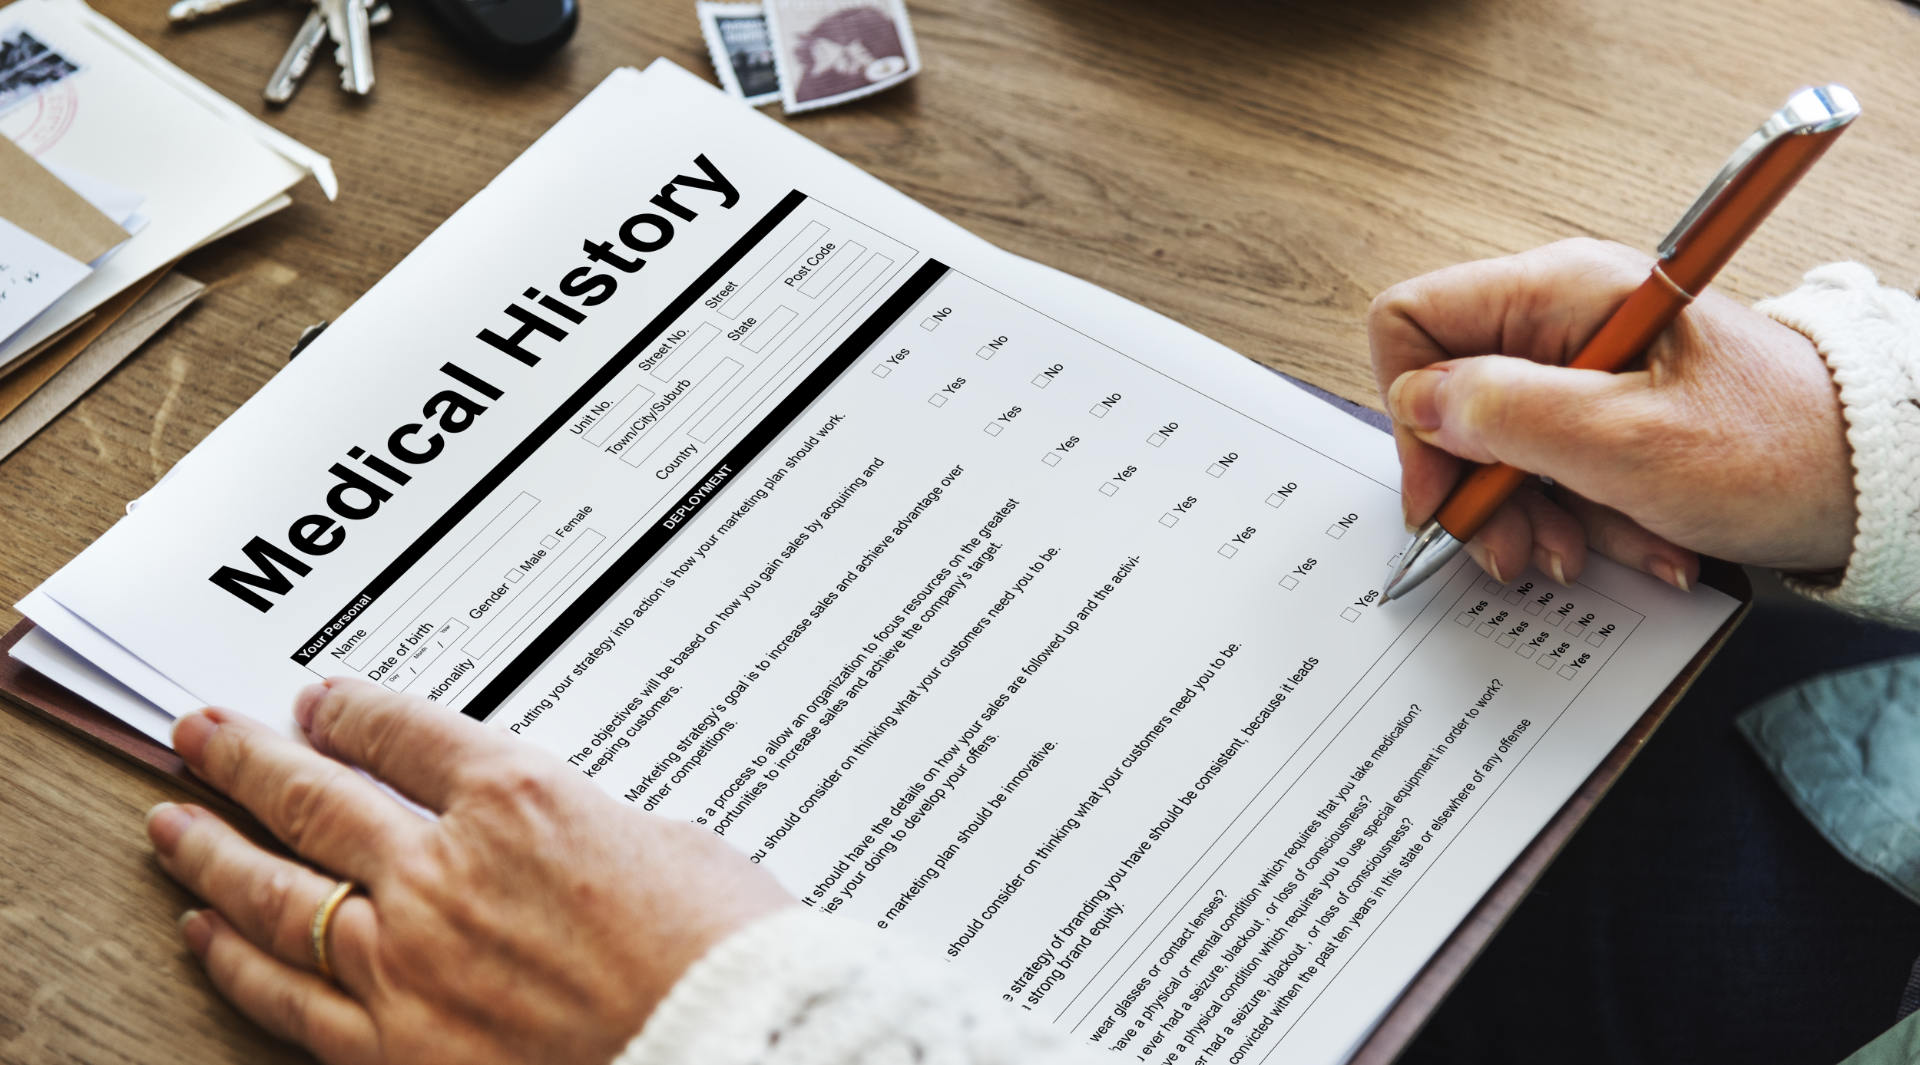 Medical History
Your Personal
Name
Unit No.
Street No.
Street
Date of birth
Day / Month / Year
Gender
Male
Female
Town/City/Suburb
State
Post Code
ationality
Country
DEPLOYMENT
Putting your strategy into action is how your marketing plan should work.
Yes
No
The objectives will be based on how you gain sales by acquiring and
keeping customers.
Yes
No
Marketing strategy's goal is to increase sales and achieve advantage over
other competitions.
Yes
No
is a process to allow an organization to focus resources on the greatest
portunities to increase sales and achieve the company's target.
Yes
No
ou should consider on thinking what your customers need you to be.
Yes
No
It should have the details on how your sales are followed up and the activi-
ies your doing to develop your offers.
Yes
No
e marketing plan should be innovative.
Yes
No
should consider on thinking what your customers need you to be.
Yes
No
e strategy of branding you have should be consistent, because it leads
strong brand equity.
Yes
wear glasses or contact lenses?
Yes
No
have a physical or mental condition which requires that you take medication?
Yes
No
ever had a seizure, blackout, or loss of consciousness?
Yes
No
ve a physical condition which requires you to use special equipment in order to work?
Yes
No
er had a seizure, blackout, or loss of consciousness?
Yes
No
convicted within the past ten years in this state or elsewhere of any offense
Yes
No